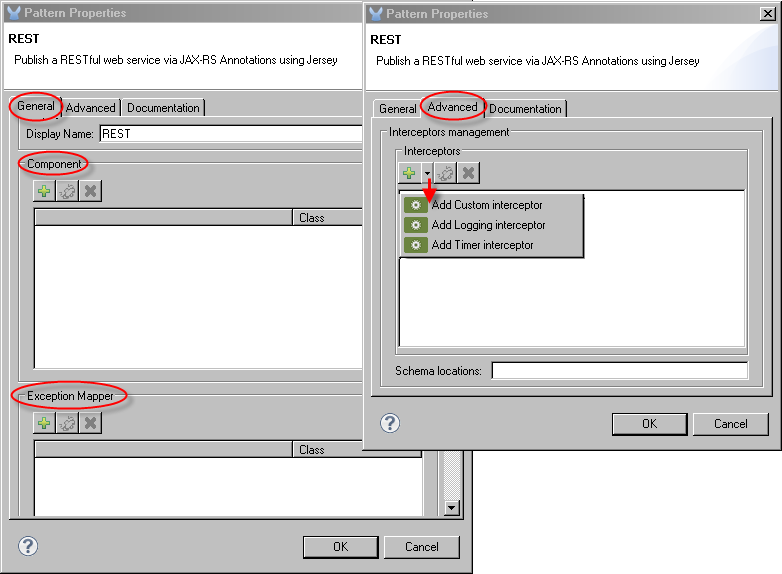 Pattern Properties
REST
Publish a RESTful web service via JAX-RS Annotations using Jersey
General Advanced Documentation
Display Name: REST
Component
Class
Exception Mapper
Class
? OK Cancel
Pattern Properties
REST
Publish a RESTful web service via JAX-RS Annotations using Jersey
General Advanced Documentation
Interceptors management
Interceptors
Add Custom interceptor
Add Logging interceptor
Add Timer interceptor
Schema locations:
? OK Cancel